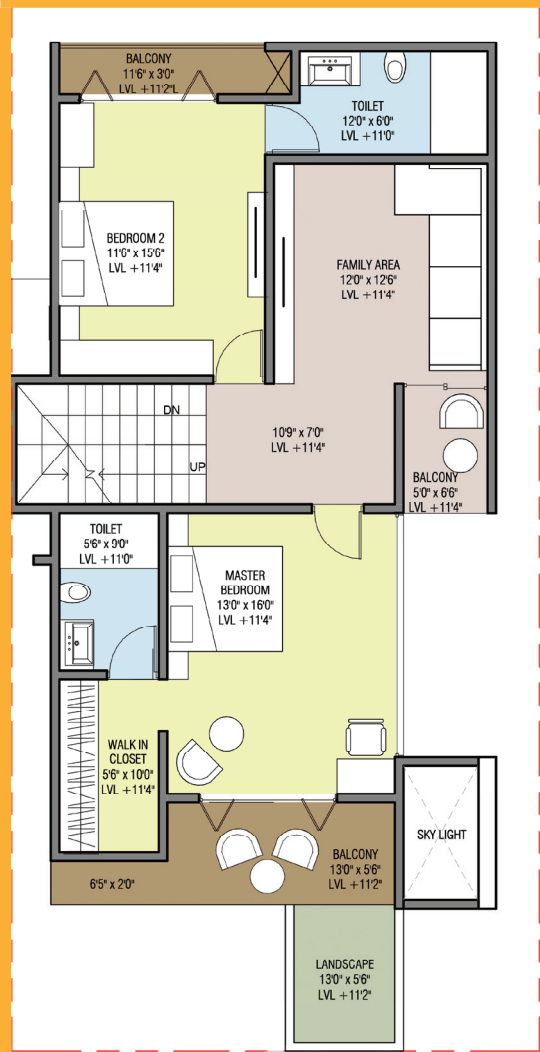 BALCONY
11'6" x 3'0"
LVL +11'2"L
TOILET
12'0" x 6'0"
LVL +11'0"
BEDROOM 2
11'6" x 15'6"
LVL +11'4"
FAMILY AREA
12'0" x 12'6"
LVL +11'4"
DN
UP
10'9" x 7'0"
LVL +11'4"
BALCONY
5'0" x 6'6"
LVL +11'4"
TOILET
5'6" x 9'0"
LVL +11'0"
MASTER
BEDROOM
13'0" x 16'0"
LVL +11'4"
WALK IN
CLOSET
5'6" x 10'0"
LVL +11'4"
SKY LIGHT
BALCONY
13'0" x 5'6"
LVL +11'2"
6'5" x 2'0"
LANDSCAPE
13'0" x 5'6"
LVL +11'2"